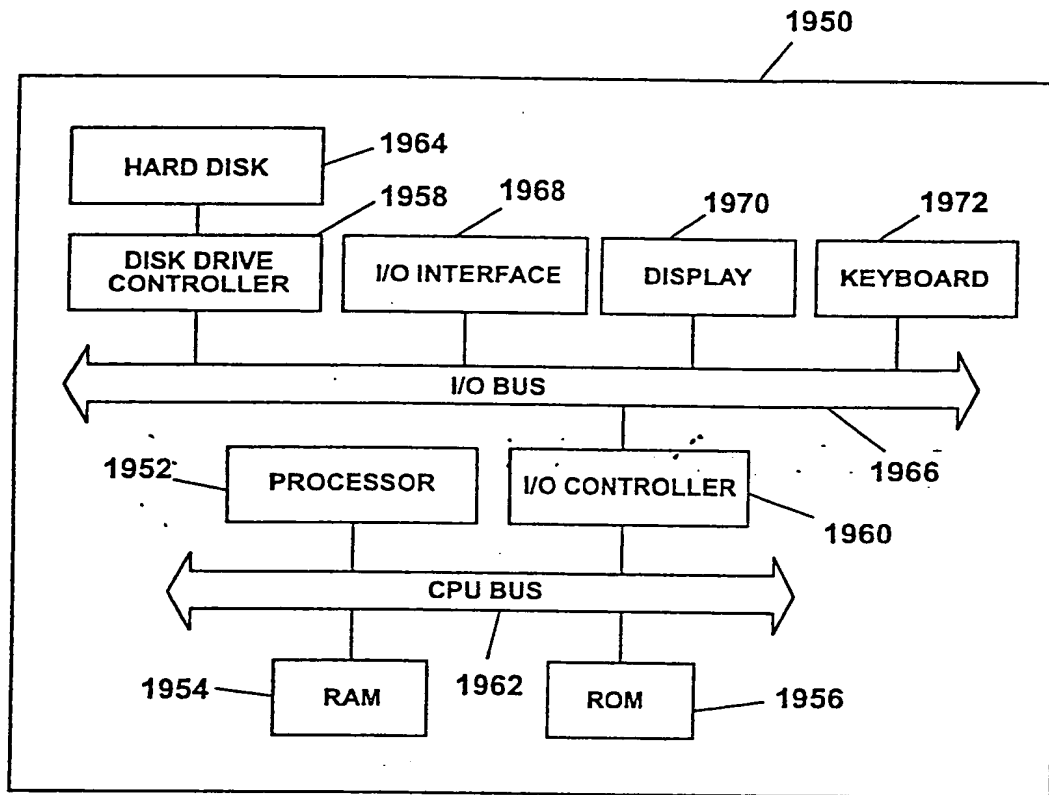 1950
HARD DISK
1964
1958
1968
1970
1972
DISK DRIVE
CONTROLLER
I/O INTERFACE
DISPLAY
KEYBOARD
I/O BUS
1966
1952
PROCESSOR
I/O CONTROLLER
1960
CPU BUS
1954
RAM
1962
ROM
1956